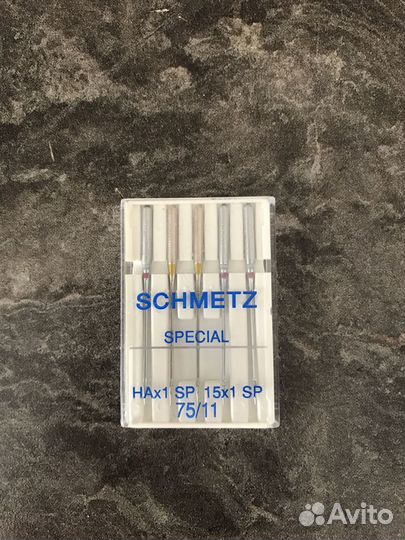 SCHMETZ
SPECIAL
HAx1 SP 15x1 SP
75/11
Avito